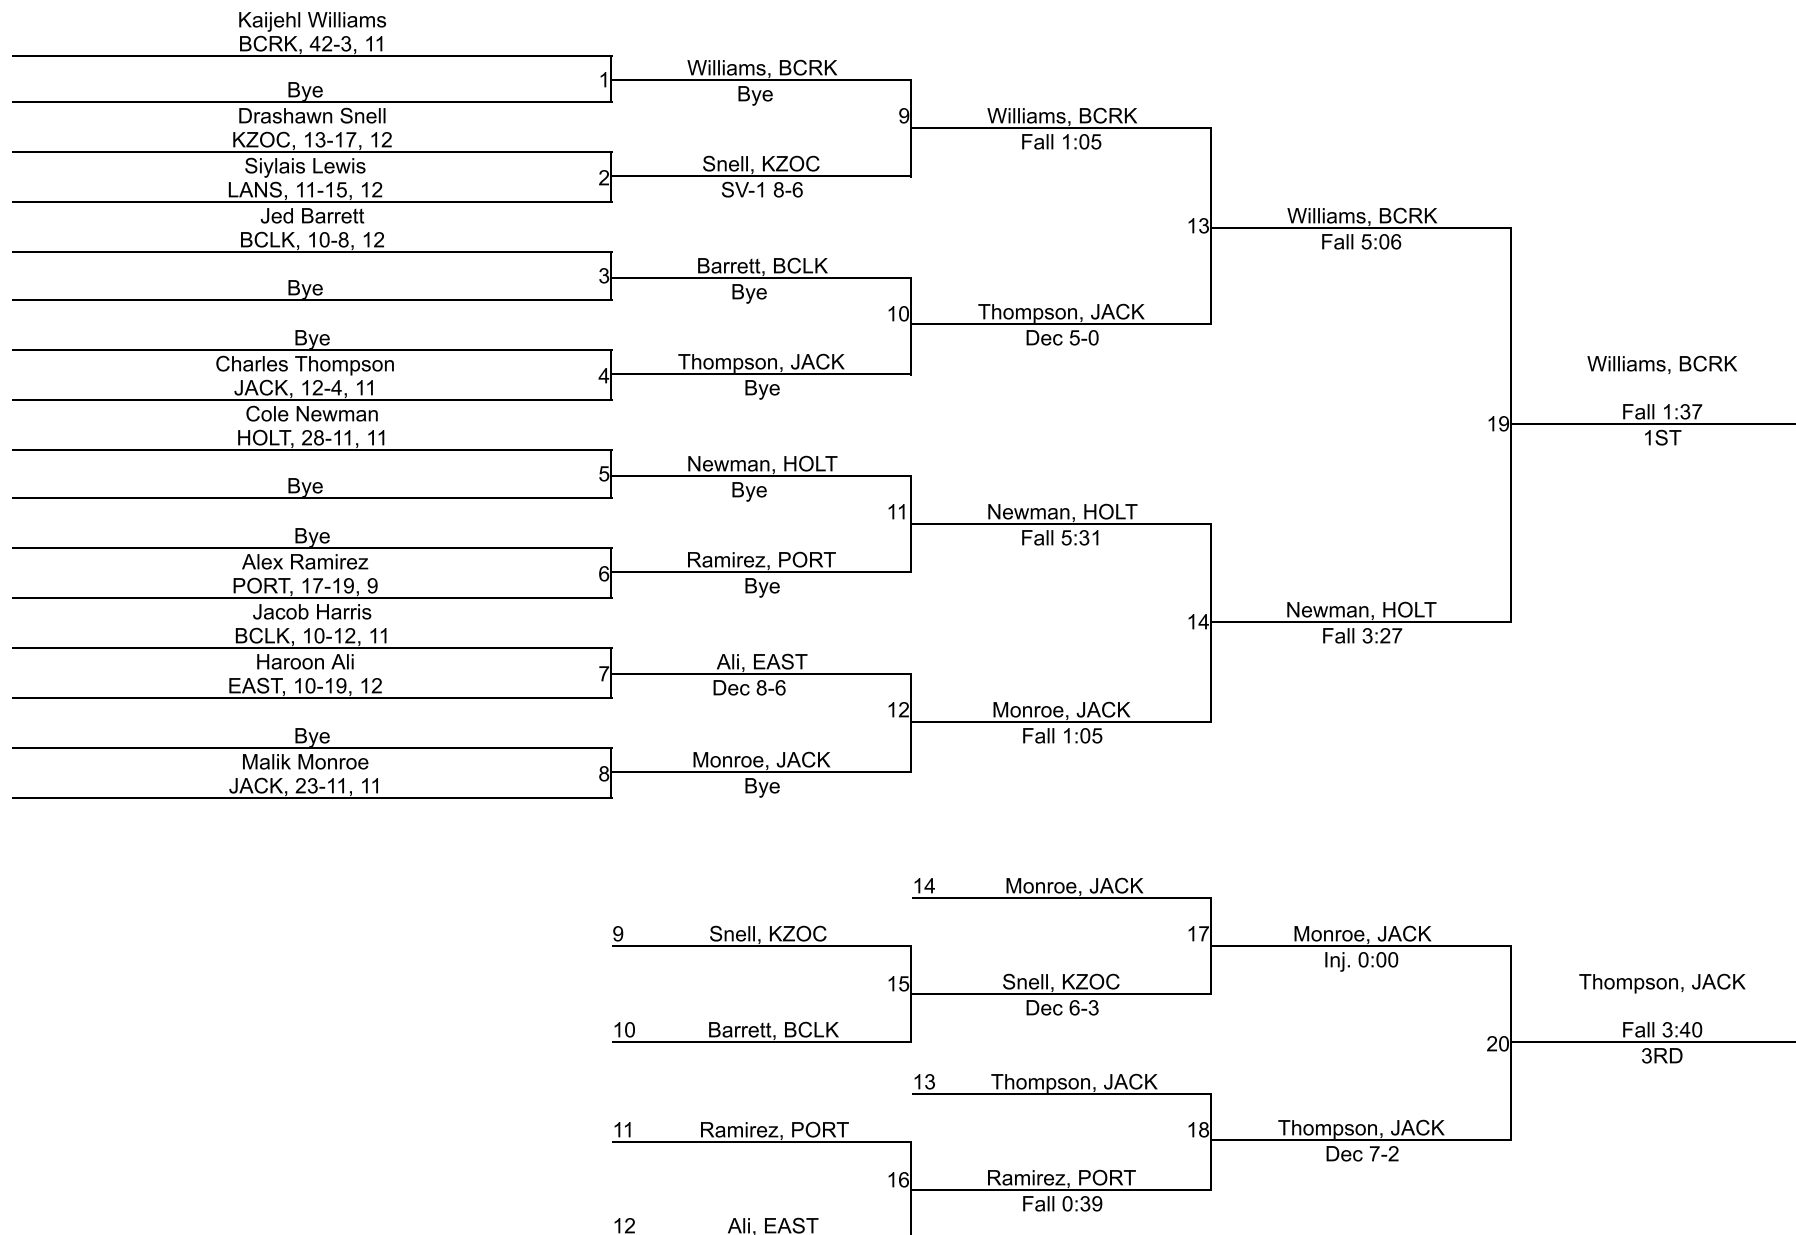 Kaijehl Williams
BCRK, 42-3, 11
Bye
1
Drashawn Snell
KZOC, 13-17, 12
Siylais Lewis
LANS, 11-15, 12
2
Jed Barrett
BCLK, 10-8, 12
Bye
3
Bye
Charles Thompson
JACK, 12-4, 11
4
Cole Newman
HOLT, 28-11, 11
Bye
5
Bye
Alex Ramirez
PORT, 17-19, 9
6
Jacob Harris
BCLK, 10-12, 11
Haroon Ali
EAST, 10-19, 12
7
Bye
Malik Monroe
JACK, 23-11, 11
8
Williams, BCRK
Bye
9
Snell, KZOC
SV-1 8-6
Barrett, BCLK
Bye
10
Thompson, JACK
Bye
Newman, HOLT
Bye
11
Ramirez, PORT
Bye
Ali, EAST
Dec 8-6
12
Monroe, JACK
Bye
Williams, BCRK
Fall 1:05
13
Thompson, JACK
Dec 5-0
Newman, HOLT
Fall 5:31
14
Monroe, JACK
Fall 1:05
Williams, BCRK
Fall 5:06
19
Newman, HOLT
Fall 3:27
Williams, BCRK
Fall 1:37
1ST
14 Monroe, JACK
9 Snell, KZOC
15
10 Barrett, BCLK
Snell, KZOC
Dec 6-3
17
13 Thompson, JACK
11 Ramirez, PORT
16
12 Ali, EAST
Ramirez, PORT
Fall 0:39
18
Monroe, JACK
Inj. 0:00
20
Thompson, JACK
Dec 7-2
Thompson, JACK
Fall 3:40
3RD